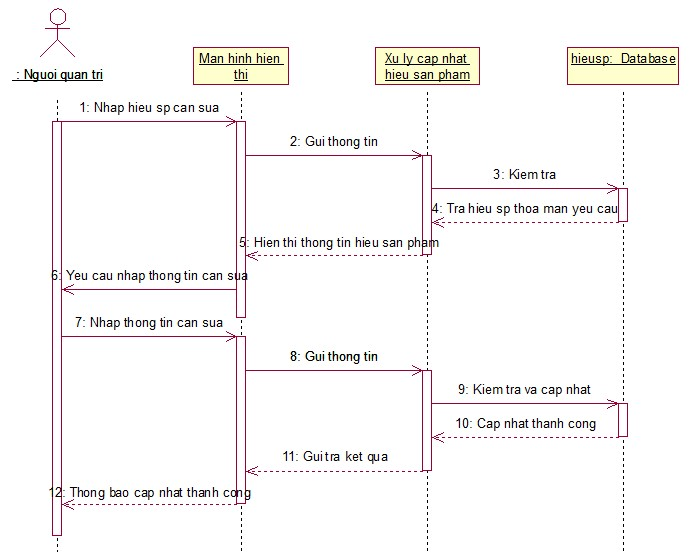 : Nguoi quan tri
Man hinh hien
thi
Xu ly cap nhat
hieu san pham
hieusp: Database
1: Nhap hieu sp can sua
2: Gui thong tin
3: Kiem tra
4: Tra hieu sp thoa man yeu cau
5: Hien thi thong tin hieu san pham
6: Yeu cau nhap thong tin can sua
7: Nhap thong tin can sua
8: Gui thong tin
9: Kiem tra va cap nhat
10: Cap nhat thanh cong
11: Gui tra ket qua
12: Thong bao cap nhat thanh cong